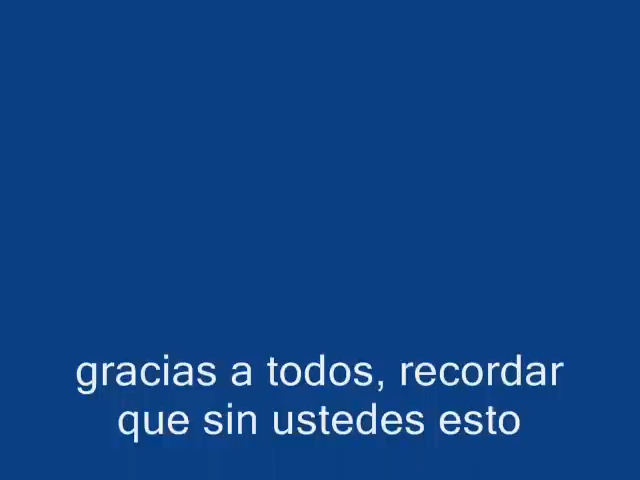 gracias a todos, recordar
que sin ustedes esto